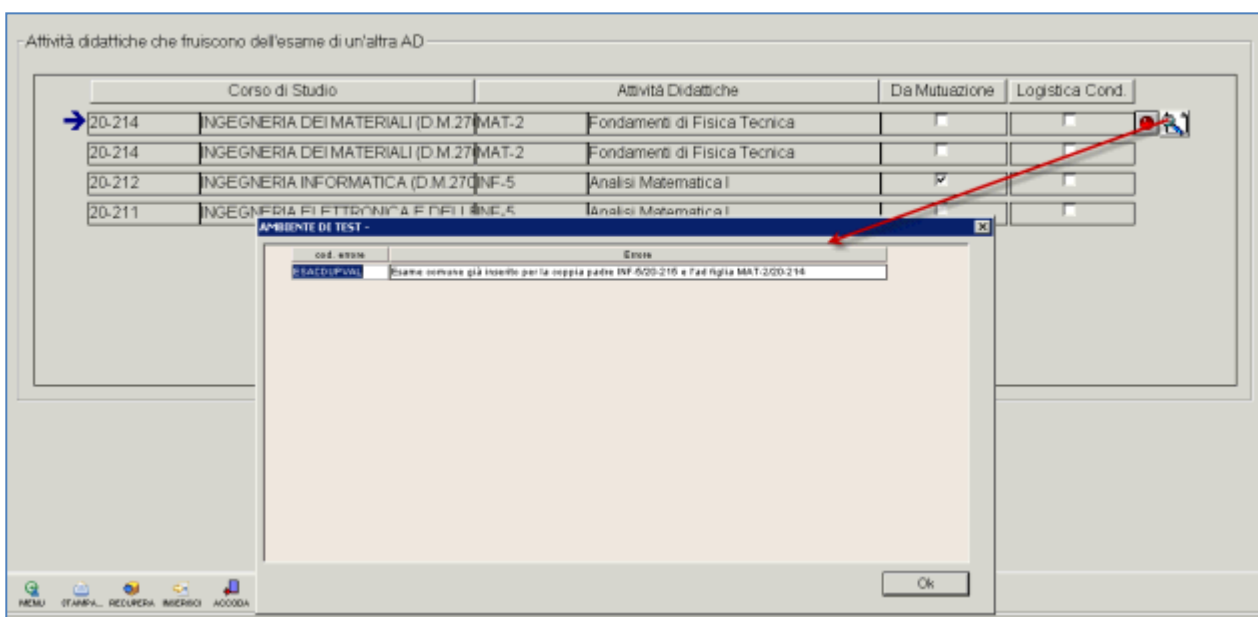 Attività didattiche che fruiscono dell'esame di un'altra AD
Corso di Studio Attività Didattiche Da Mutuazione Logistica Cond.
20-214 INGEGNERIA DEI MATERIALI (D.M.27 MAT-2 Fondamenti di Fisica Tecnica
20-214 INGEGNERIA DEI MATERIALI (D.M.27 MAT-2 Fondamenti di Fisica Tecnica
20-212 INGEGNERIA INFORMATICA (D.M.270 INF-5 Analisi Matematica I
20-211 INGEGNERIA ELETTRONICA E DELL INF-5 Analisi Matematica I
AMBIENTE DI TEST -
cod. errore Errore
ESACDUPVAL Esame comune già inserito per la coppia padre INF-6/20-216 e l'ad figlia MAT-2/20-214
Ok
MENU STAMPA... RECUPERA INSERISCI ACCODA